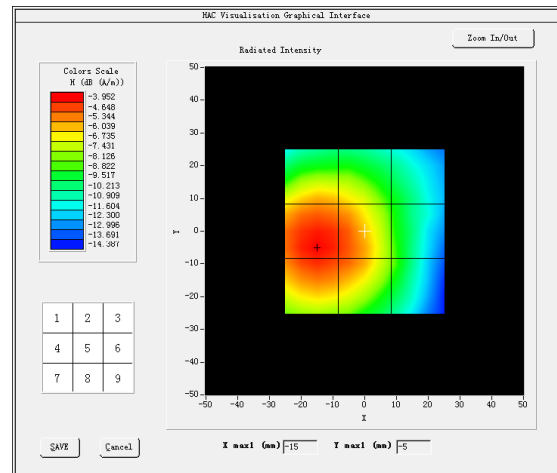 HAC Visualisation Graphical Interface
Zoom In/Out
Radiated Intensity
Colors Scale
H (dB (A/m))
-3.952
-4.648
-5.344
-6.039
-6.735
-7.431
-8.126
-8.822
-9.517
-10.213
-10.909
-11.604
-12.300
-12.996
-13.691
-14.387
50
40
30
20
10
0
-10
-20
-30
-40
-50
Y
-50 -40 -30 -20 -10 0 10 20 30 40 50
X
1 2 3
4 5 6
7 8 9
SAVE Cancel
X max1 (mm) -15 Y max1 (mm) -5